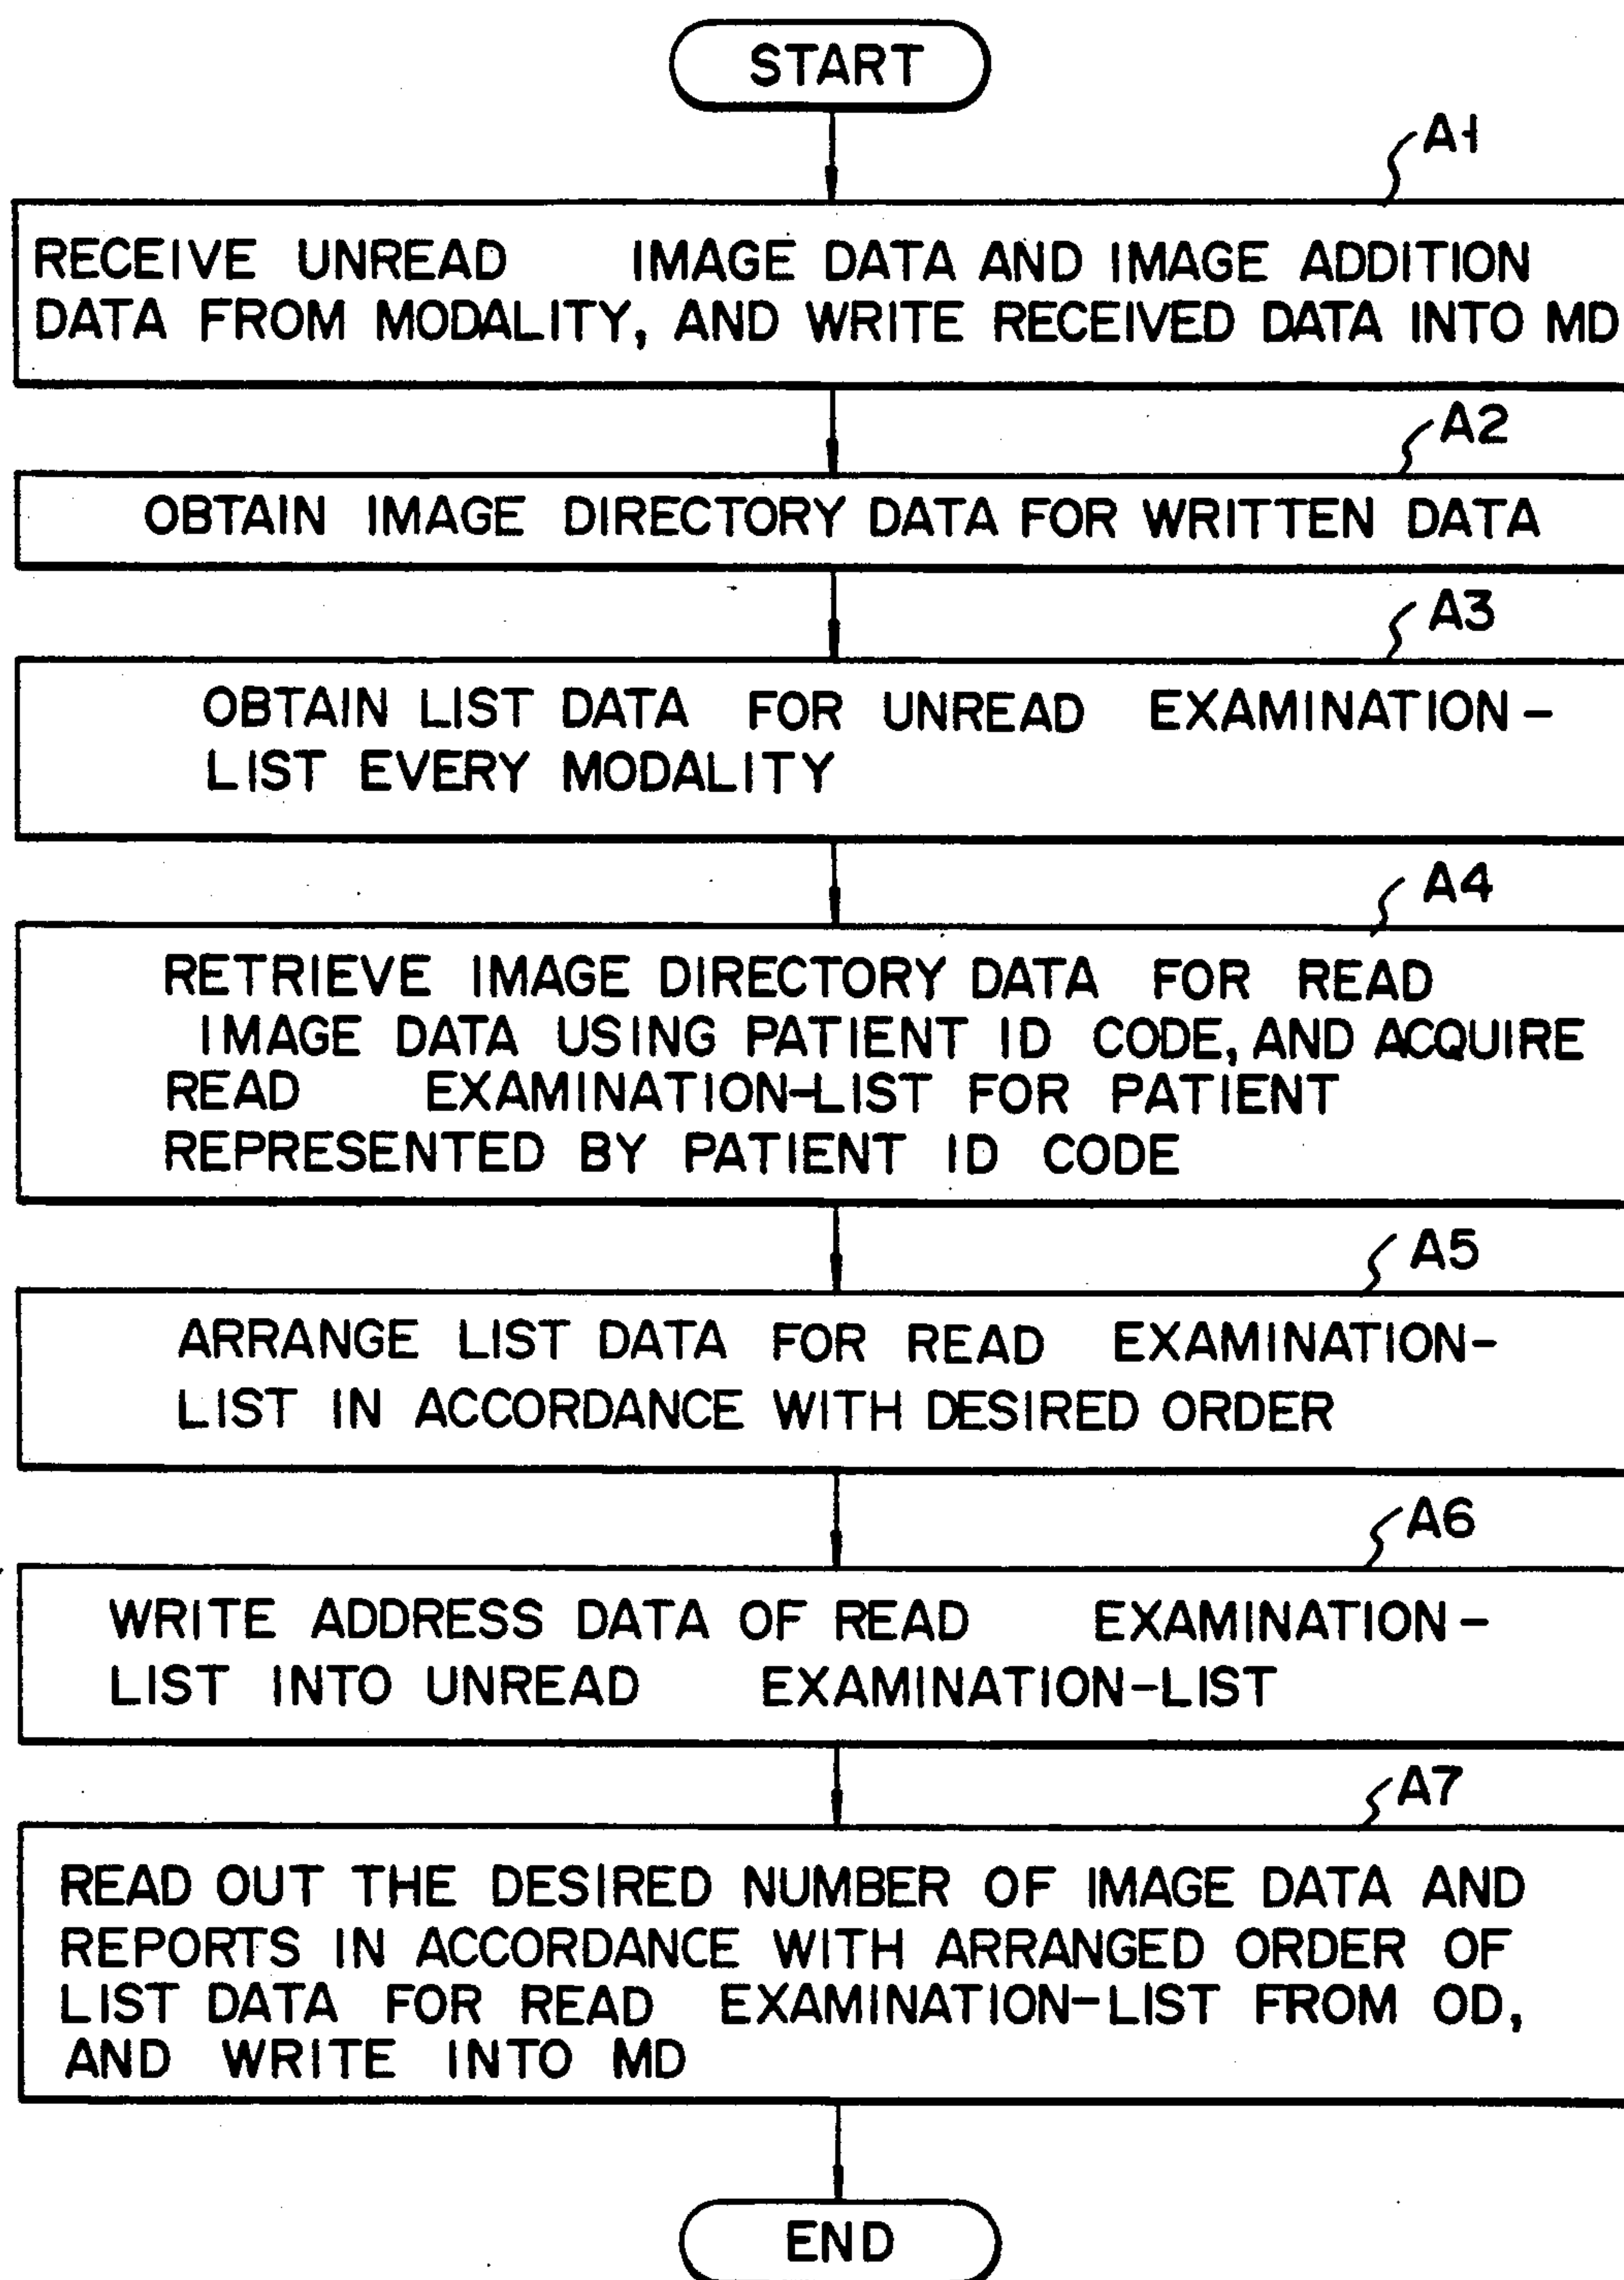 START
A1
RECEIVE UNREAD IMAGE DATA AND IMAGE ADDITION
DATA FROM MODALITY, AND WRITE RECEIVED DATA INTO MD
A2
OBTAIN IMAGE DIRECTORY DATA FOR WRITTEN DATA
A3
OBTAIN LIST DATA FOR UNREAD EXAMINATION-
LIST EVERY MODALITY
A4
RETRIEVE IMAGE DIRECTORY DATA FOR READ
IMAGE DATA USING PATIENT ID CODE, AND ACQUIRE
READ EXAMINATION-LIST FOR PATIENT
REPRESENTED BY PATIENT ID CODE
A5
ARRANGE LIST DATA FOR READ EXAMINATION-
LIST IN ACCORDANCE WITH DESIRED ORDER
A6
WRITE ADDRESS DATA OF READ EXAMINATION-
LIST INTO UNREAD EXAMINATION-LIST
A7
READ OUT THE DESIRED NUMBER OF IMAGE DATA AND
REPORTS IN ACCORDANCE WITH ARRANGED ORDER OF
LIST DATA FOR READ EXAMINATION-LIST FROM OD,
AND WRITE INTO MD
END